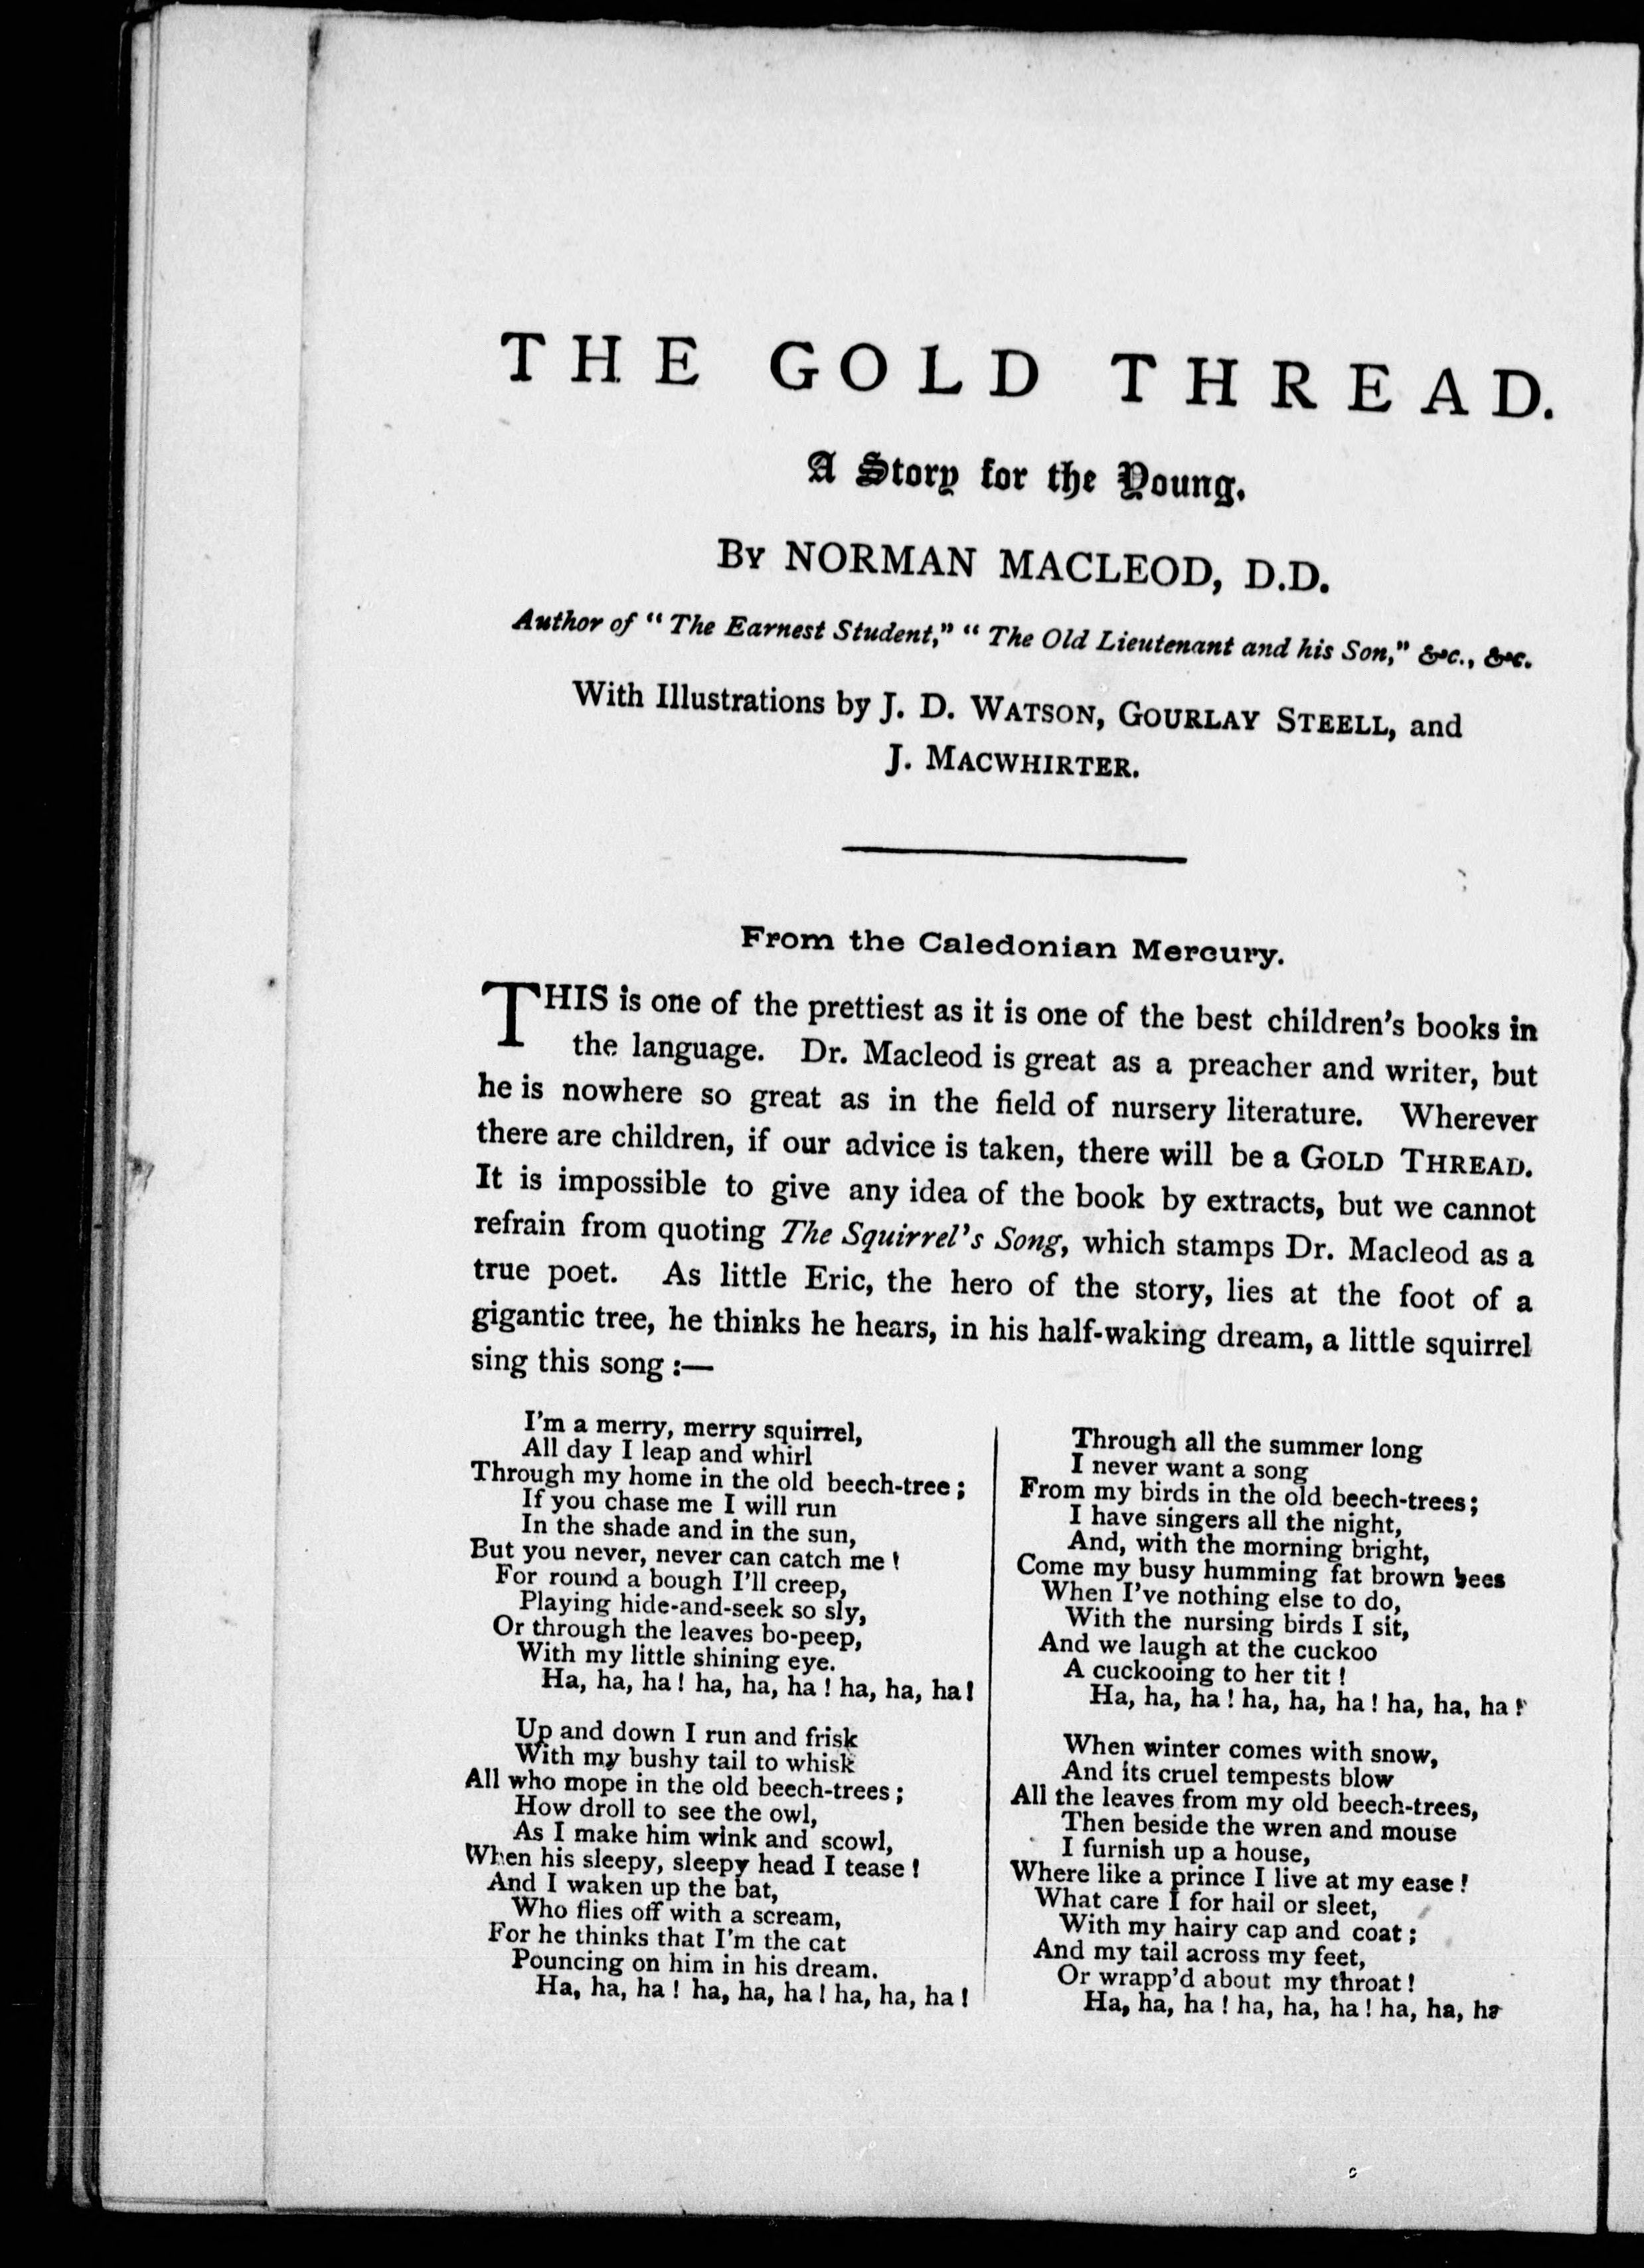 THE GOLD THREAD.
A Story for the Young.
By NORMAN MACLEOD, D.D.
Author of “ The Earnest Student,” “ The Old Lieutenant and his Son,” &c., &c.
With Illustrations by J. D. WATSON, GOURLAY STEELL, and
J. MACWHIRTER.
From the Caledonian Mercury.
THIS is one of the prettiest as it is one of the best children’s books in
the language. Dr. Macleod is great as a preacher and writer, but
he is nowhere so great as in the field of nursery literature. Wherever
there are children, if our advice is taken, there will be a GOLD THREAD.
It is impossible to give any idea of the book by extracts, but we cannot
refrain from quoting The Squirrel’s Song, which stamps Dr. Macleod as a
true poet. As little Eric, the hero of the story, lies at the foot of a
gigantic tree, he thinks he hears, in his half-waking dream, a little squirrel
sing this song :—
I’m a merry, merry squirrel,
All day I leap and whirl
Through my home in the old beech-tree ;
If you chase me I will run
In the shade and in the sun,
But you never, never can catch me !
For round a bough I’ll creep,
Playing hide-and-seek so sly,
Or through the leaves bo-peep,
With my little shining eye.
Ha, ha, ha ! ha, ha, ha ! ha, ha, ha !
Up and down I run and frisk
With my bushy tail to whisk
All who mope in the old beech-trees ;
How droll to see the owl,
As I make him wink and scowl,
When his sleepy, sleepy head I tease !
And I waken up the bat,
Who flies off with a scream,
For he thinks that I’m the cat
Pouncing on him in his dream.
Ha, ha, ha ! ha, ha, ha ! ha, ha, ha !
Through all the summer long
I never want a song
From my birds in the old beech-trees ;
I have singers all the night,
And, with the morning bright,
Come my busy humming fat brown bees
When I’ve nothing else to do,
With the nursing birds I sit,
And we laugh at the cuckoo
A cuckooing to her tit !
Ha, ha, ha ! ha, ha, ha ! ha, ha, ha !
When winter comes with snow,
And its cruel tempests blow
All the leaves from my old beech-trees,
Then beside the wren and mouse
I furnish up a house,
Where like a prince I live at my ease !
What care I for hail or sleet,
With my hairy cap and coat ;
And my tail across my feet,
Or wrapp’d about my throat !
Ha, ha, ha ! ha, ha, ha ! ha, ha, ha